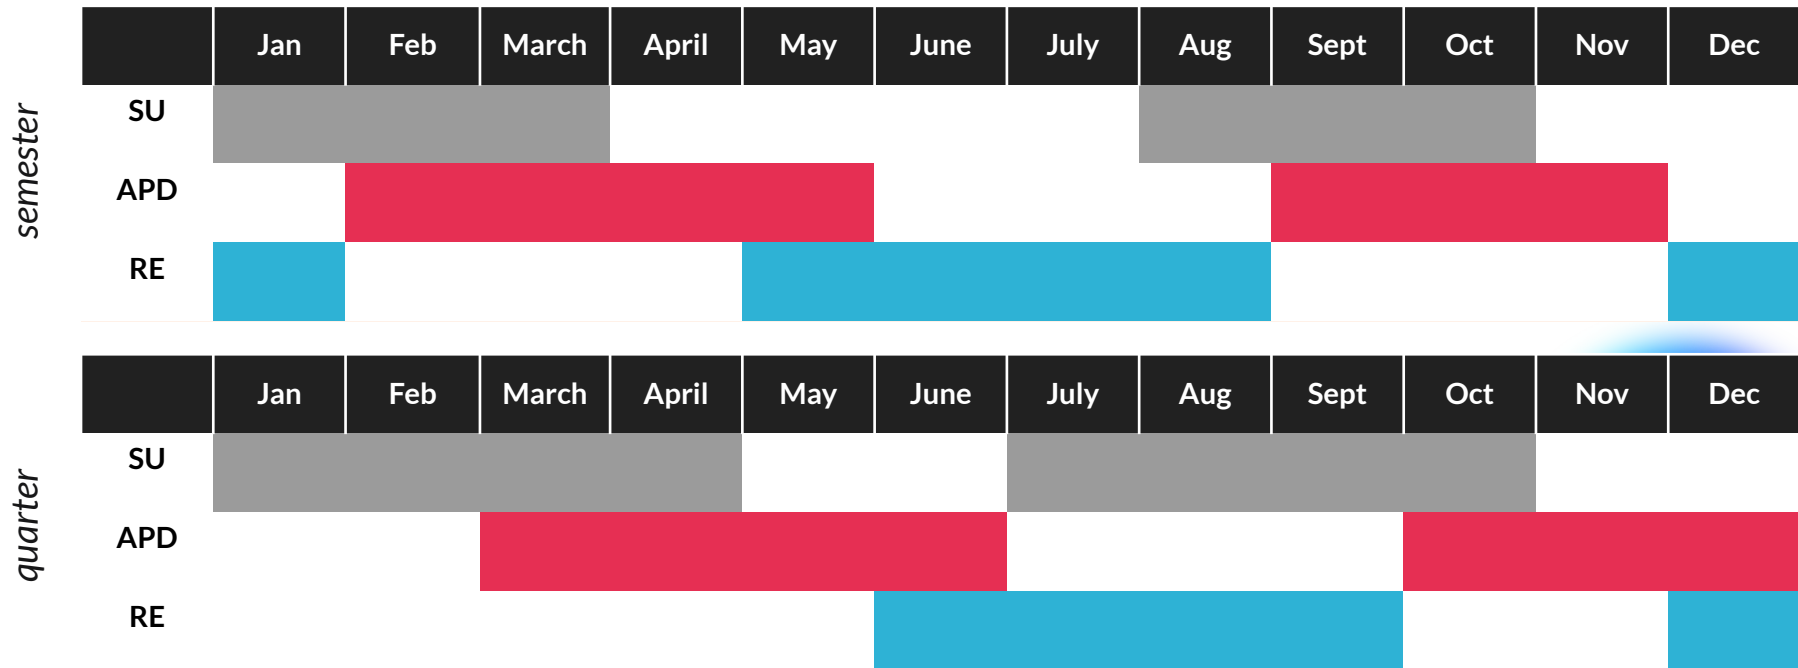 semester
Jan Feb March April May June July Aug Sept Oct Nov Dec
SU
APD
RE
quarter
Jan Feb March April May June July Aug Sept Oct Nov Dec
SU
APD
RE